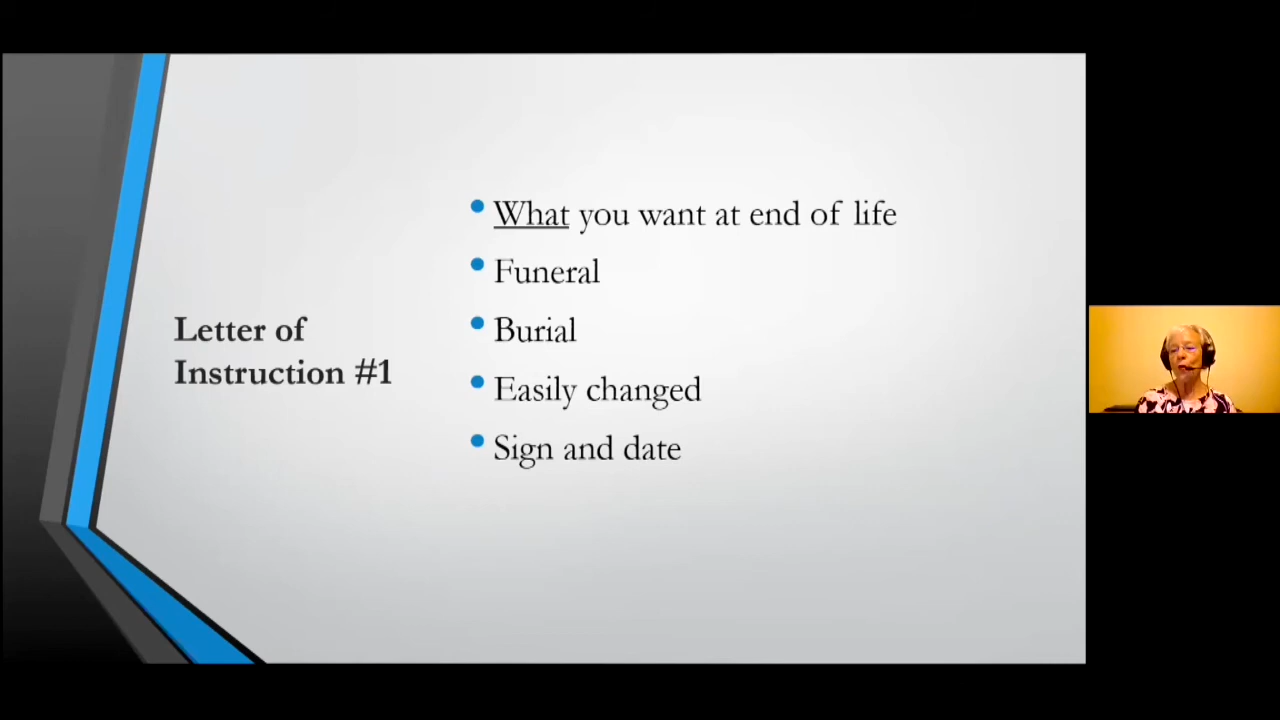 Letter of
Instruction #1
What you want at end of life
Funeral
Burial
Easily changed
Sign and date